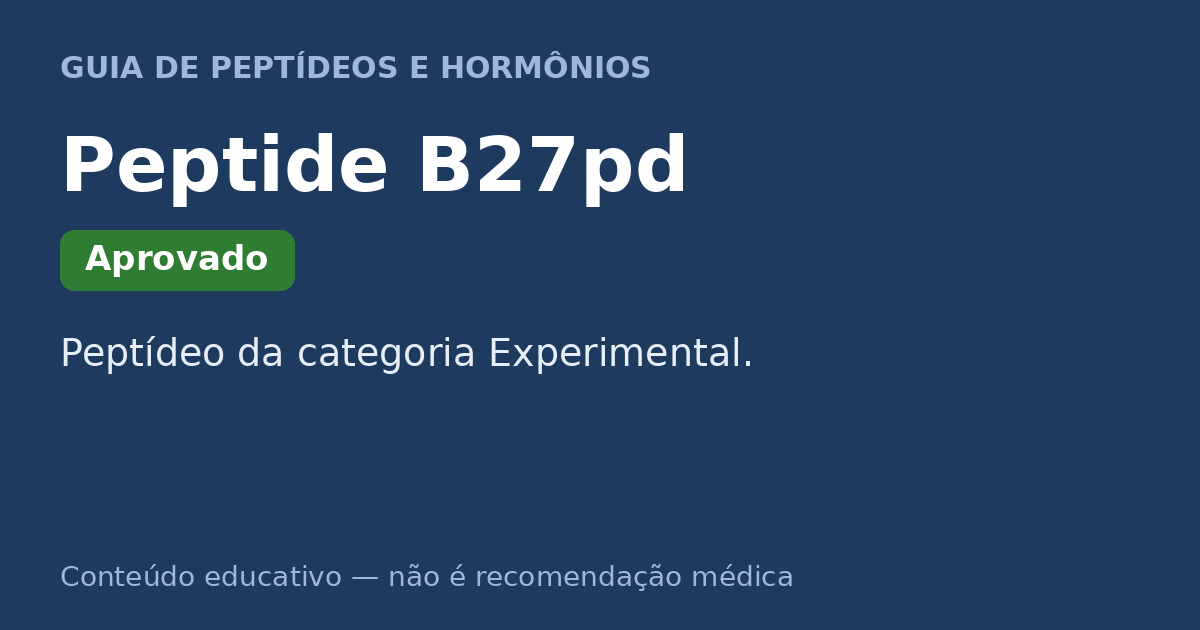 GUIA DE PEPTÍDEOS E HORMÔNIOS
Peptide B27pd
Aprovado
Peptídeo da categoria Experimental.
Conteúdo educativo — não é recomendação médica